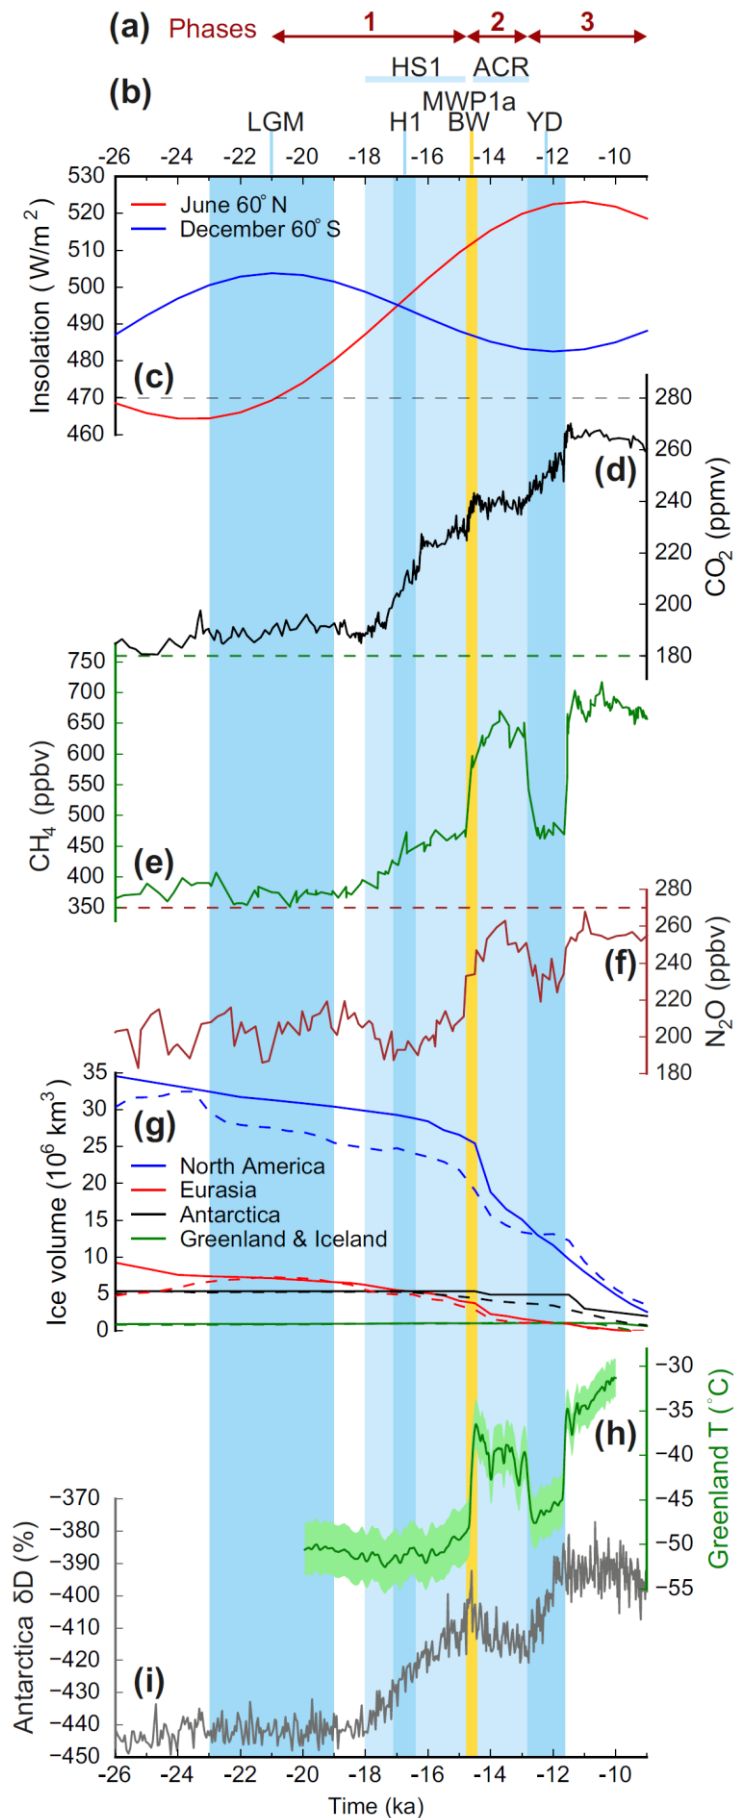 (a) Phases 1 2 3
HS1 ACR
(b) MWP1a
LGM H1 BW YD
-26 -24 -22 -20 -18 -16 -14 -12 -10
530
520
510
500
490
480
470
460
Insolation ( W/m²)
June 60° N
December 60° S
(c)
280
260
240
220
200
180
CO₂ (ppmv)
(d)
750
700
650
600
550
500
450
400
350
CH₄ (ppbv)
(e)
280
260
240
220
200
180
N₂O (ppbv)
(f)
35
30
25
20
15
10
5
0
Ice volume (10⁶ km³)
(g)
North America
Eurasia
Antarctica
Greenland & Iceland
−30
−35
−40
−45
−50
−55
Greenland T (°C)
(h)
−370
−380
−390
−400
−410
−420
−430
−440
−450
Antarctica δD (%)
(i)
-26 -24 -22 -20 -18 -16 -14 -12 -10
Time (ka)